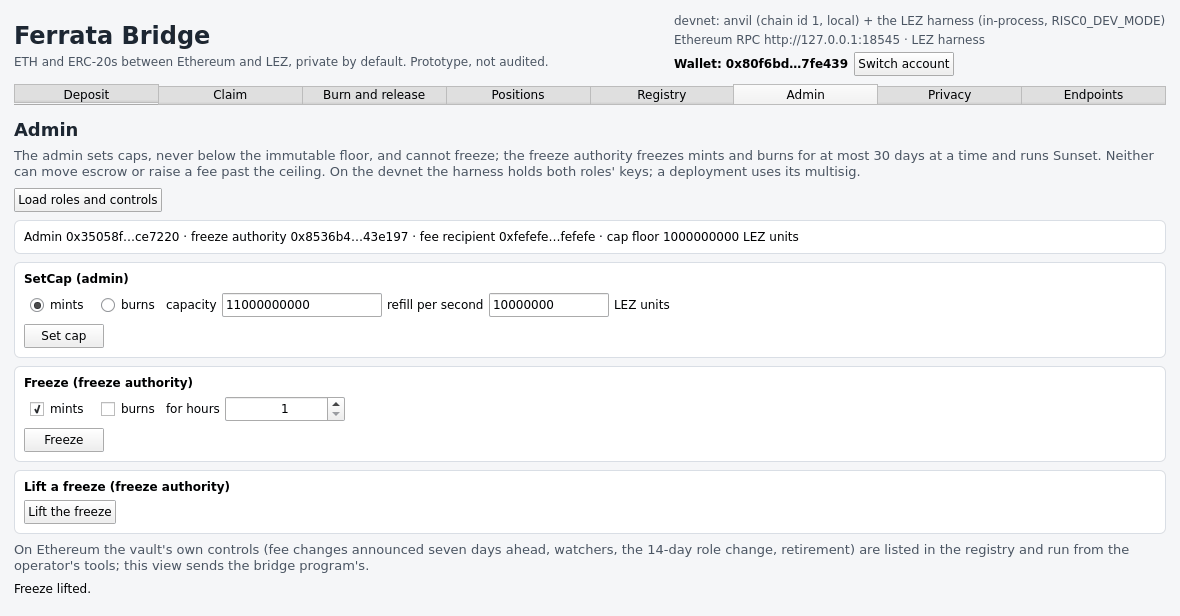 Ferrata Bridge
ETH and ERC-20s between Ethereum and LEZ, private by default. Prototype, not audited.
devnet: anvil (chain id 1, local) + the LEZ harness (in-process, RISC0_DEV_MODE)
Ethereum RPC http://127.0.0.1:18545 · LEZ harness
Wallet: 0x80f6bd…7fe439 Switch account
Deposit Claim Burn and release Positions Registry Admin Privacy Endpoints
Admin
The admin sets caps, never below the immutable floor, and cannot freeze; the freeze authority freezes mints and burns for at most 30 days at a time and runs Sunset. Neither
can move escrow or raise a fee past the ceiling. On the devnet the harness holds both roles' keys; a deployment uses its multisig.
Load roles and controls
Admin 0x35058f…ce7220 · freeze authority 0x8536b4…43e197 · fee recipient 0xfefefe…fefefe · cap floor 1000000000 LEZ units
SetCap (admin)
mints burns capacity 11000000000 refill per second 10000000 LEZ units
Set cap
Freeze (freeze authority)
mints burns for hours 1
Freeze
Lift a freeze (freeze authority)
Lift the freeze
On Ethereum the vault's own controls (fee changes announced seven days ahead, watchers, the 14-day role change, retirement) are listed in the registry and run from the
operator's tools; this view sends the bridge program's.
Freeze lifted.